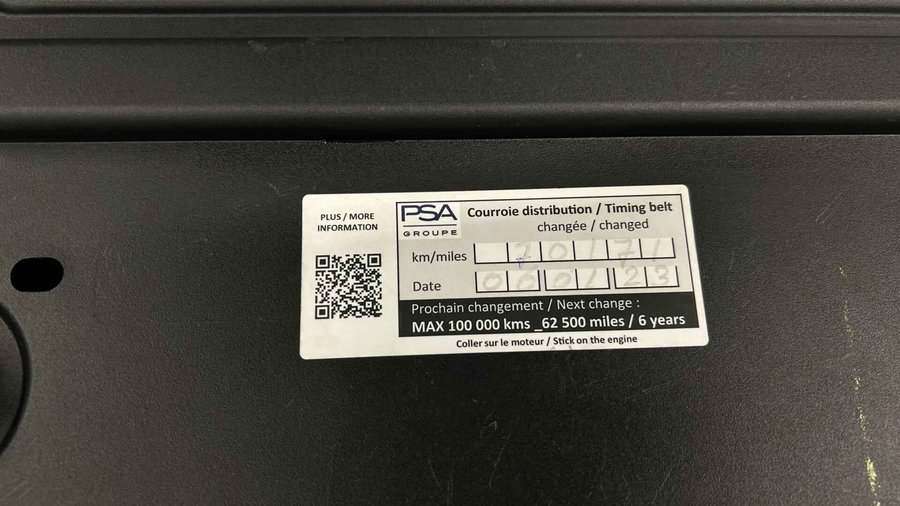 PLUS / MORE
INFORMATION
PSA
GROUPE
Courroie distribution / Timing belt
changée / changed
km/miles 70171
Date
Prochain changement / Next change :
MAX 100 000 kms _62 500 miles / 6 years
Coller sur le moteur / Stick on the engine